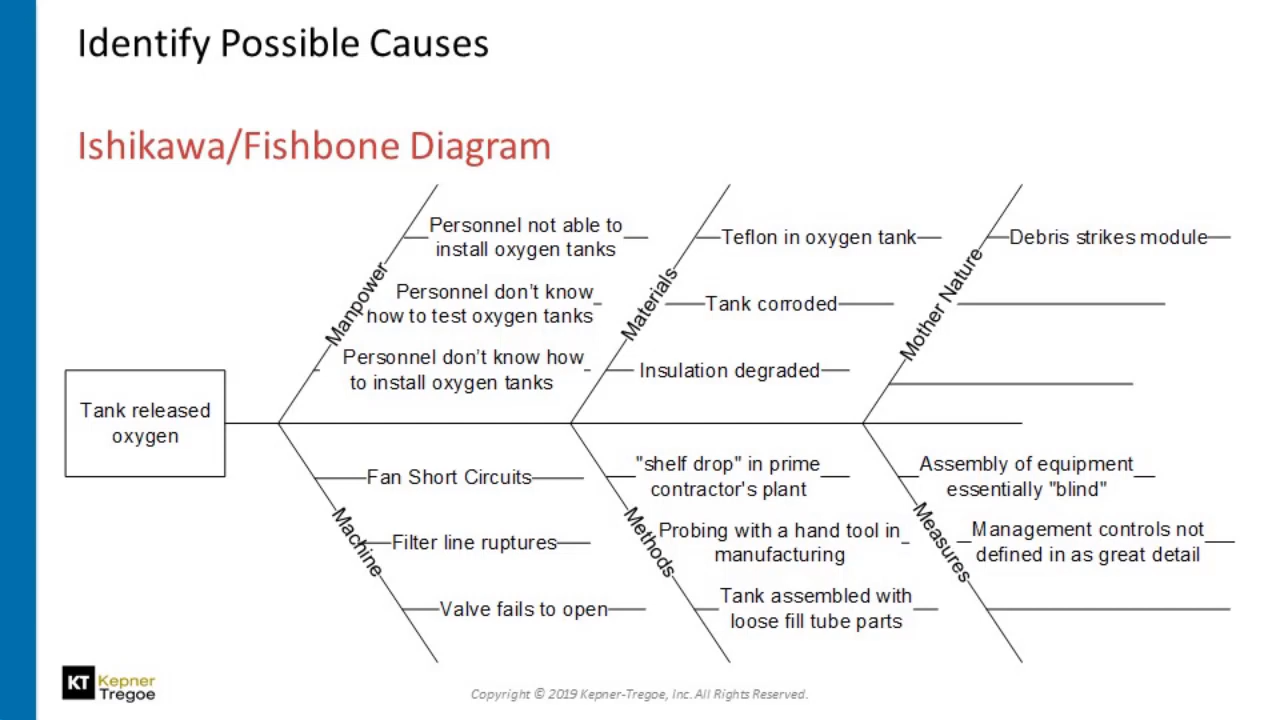 Identify Possible Causes
Ishikawa/Fishbone Diagram
Tank released
oxygen
Manpower
Personnel not able to
install oxygen tanks
Personnel don’t know
how to test oxygen tanks
Personnel don’t know how
to install oxygen tanks
Materials
Teflon in oxygen tank
Tank corroded
Insulation degraded
Mother Nature
Debris strikes module
Machine
Fan Short Circuits
Filter line ruptures
Valve fails to open
Methods
"shelf drop" in prime
contractor's plant
Probing with a hand tool in
manufacturing
Tank assembled with
loose fill tube parts
Measures
Assembly of equipment
essentially "blind"
Management controls not
defined in as great detail
KT Kepner
Tregoe
Copyright © 2019 Kepner-Tregoe, Inc. All Rights Reserved.